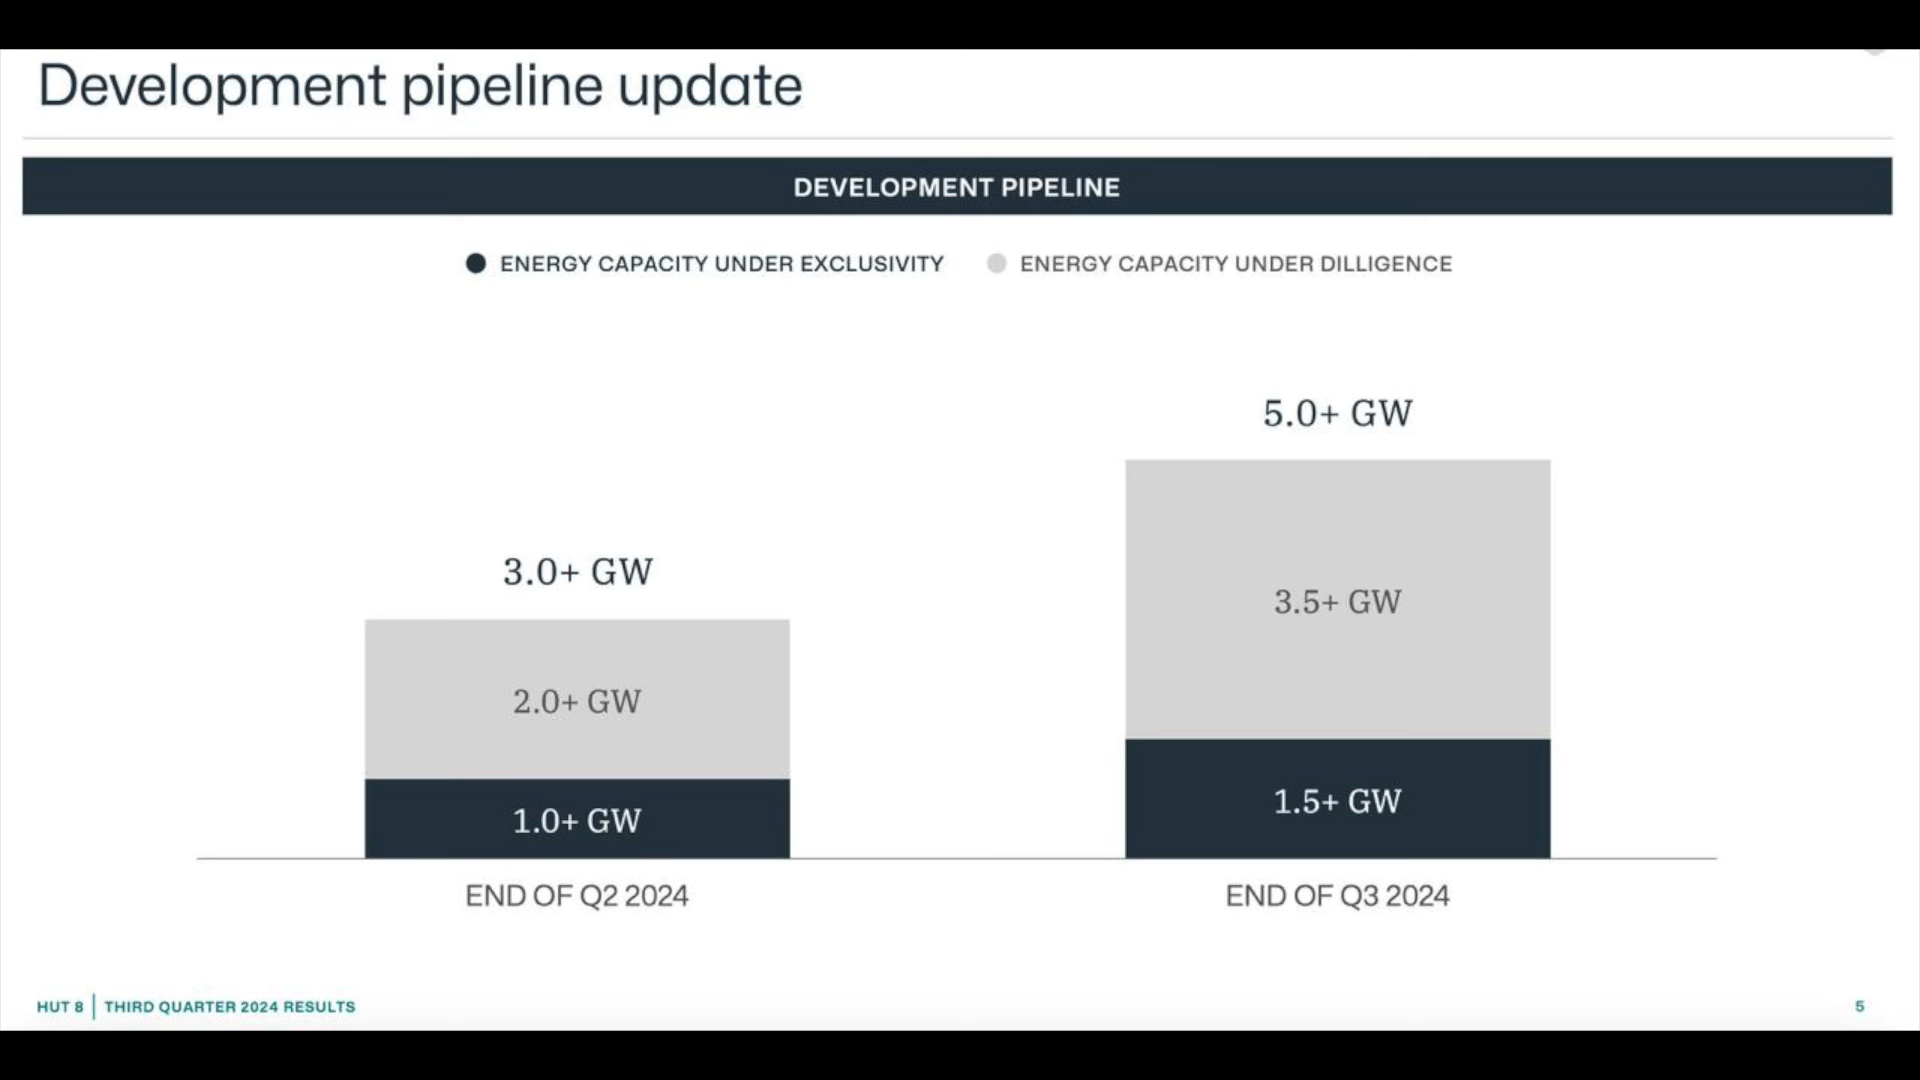 Development pipeline update
DEVELOPMENT PIPELINE
ENERGY CAPACITY UNDER EXCLUSIVITY ENERGY CAPACITY UNDER DILLIGENCE
5.0+ GW
3.0+ GW
3.5+ GW
2.0+ GW
1.5+ GW
1.0+ GW
END OF Q2 2024 END OF Q3 2024
HUT 8 | THIRD QUARTER 2024 RESULTS 5